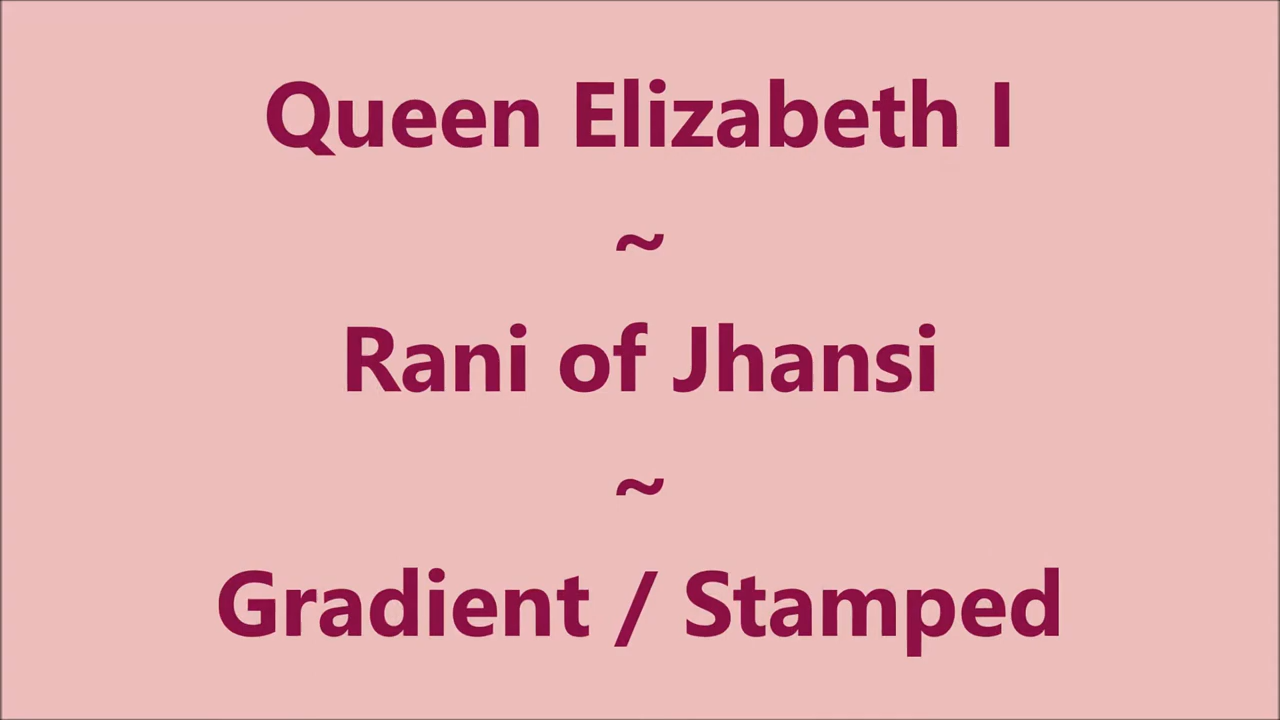 Queen Elizabeth I
~
Rani of Jhansi
~
Gradient / Stamped